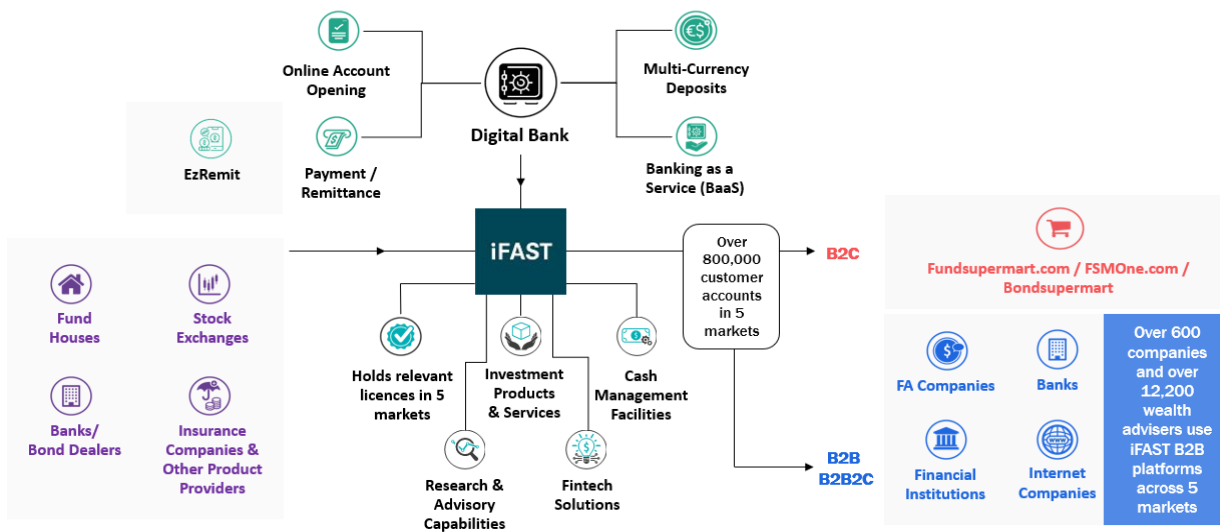 Online Account
Opening
Multi-Currency
Deposits
Digital Bank
EzRemit
Payment /
Remittance
Banking as a
Service (BaaS)
iFAST
Over
800,000
customer
accounts
in 5
markets
B2C
Fundsupermart.com / FSMOne.com /
Bondsupermart
Fund
Houses
Stock
Exchanges
Banks/
Bond Dealers
Insurance
Companies &
Other Product
Providers
Holds relevant
licences in 5
markets
Investment
Products
& Services
Cash
Management
Facilities
Research &
Advisory
Capabilities
Fintech
Solutions
B2B
B2B2C
FA Companies
Banks
Financial
Institutions
Internet
Companies
Over 600
companies
and over
12,200
wealth
advisers use
iFAST B2B
platforms
across 5
markets